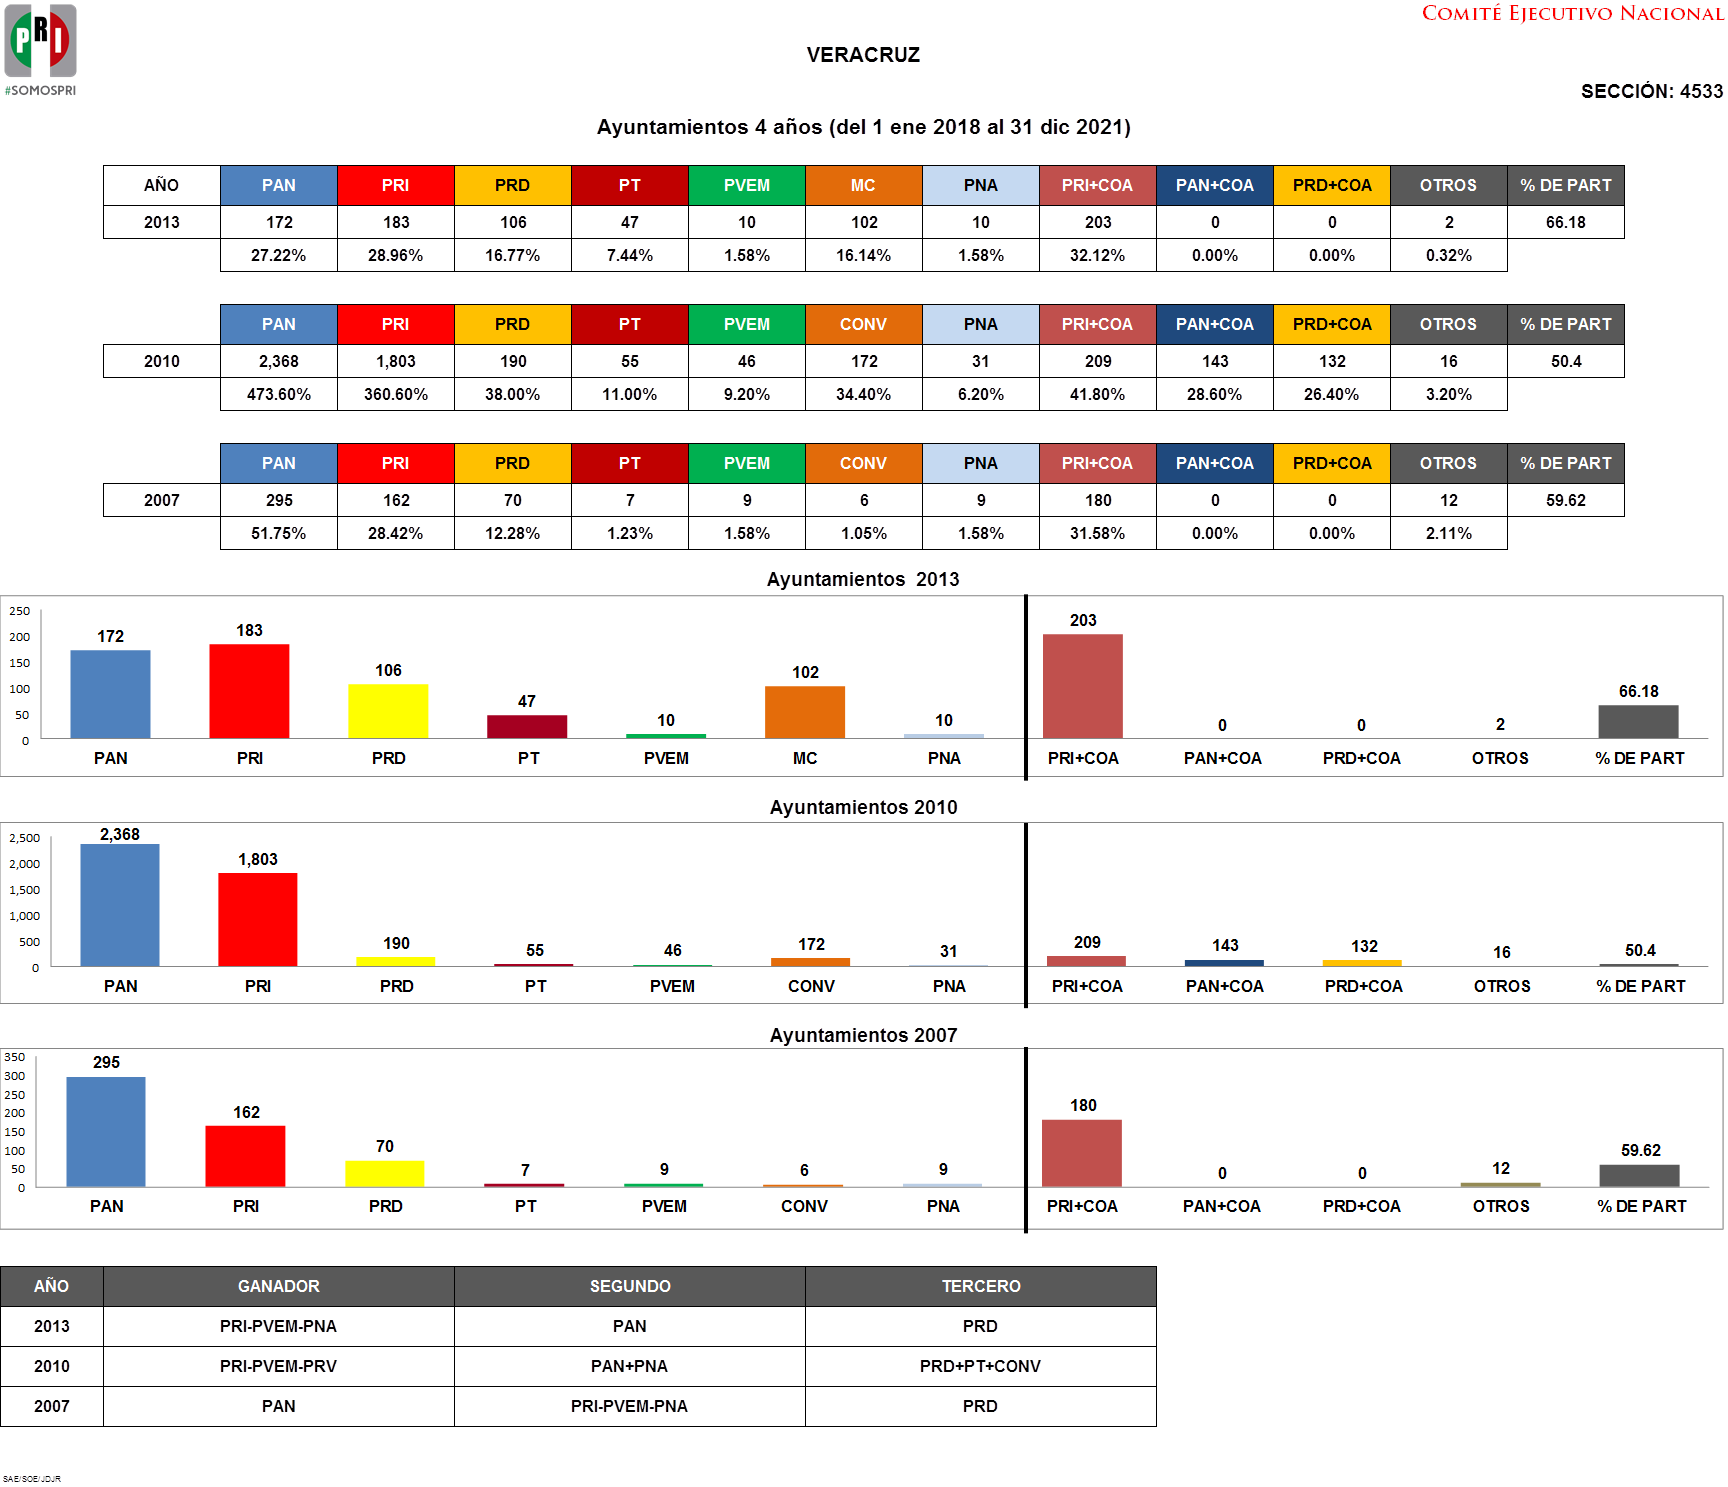 PRI
#SOMOSPRI
COMITÉ EJECUTIVO NACIONAL
VERACRUZ
SECCIÓN: 4533
Ayuntamientos 4 años (del 1 ene 2018 al 31 dic 2021)
AÑO PAN PRI PRD PT PVEM MC PNA PRI+COA PAN+COA PRD+COA OTROS % DE PART
2013 172 183 106 47 10 102 10 203 0 0 2 66.18
27.22% 28.96% 16.77% 7.44% 1.58% 16.14% 1.58% 32.12% 0.00% 0.00% 0.32%
PAN PRI PRD PT PVEM CONV PNA PRI+COA PAN+COA PRD+COA OTROS % DE PART
2010 2,368 1,803 190 55 46 172 31 209 143 132 16 50.4
473.60% 360.60% 38.00% 11.00% 9.20% 34.40% 6.20% 41.80% 28.60% 26.40% 3.20%
PAN PRI PRD PT PVEM CONV PNA PRI+COA PAN+COA PRD+COA OTROS % DE PART
2007 295 162 70 7 9 6 9 180 0 0 12 59.62
51.75% 28.42% 12.28% 1.23% 1.58% 1.05% 1.58% 31.58% 0.00% 0.00% 2.11%
Ayuntamientos 2013
250
200
150
100
50
0
172 183 106 47 10 102 10 203 0 0 2 66.18
PAN PRI PRD PT PVEM MC PNA PRI+COA PAN+COA PRD+COA OTROS % DE PART
Ayuntamientos 2010
2,500
2,000
1,500
1,000
500
0
2,368 1,803 190 55 46 172 31 209 143 132 16 50.4
PAN PRI PRD PT PVEM CONV PNA PRI+COA PAN+COA PRD+COA OTROS % DE PART
Ayuntamientos 2007
350
300
250
200
150
100
50
0
295 162 70 7 9 6 9 180 0 0 12 59.62
PAN PRI PRD PT PVEM CONV PNA PRI+COA PAN+COA PRD+COA OTROS % DE PART
AÑO GANADOR SEGUNDO TERCERO
2013 PRI-PVEM-PNA PAN PRD
2010 PRI-PVEM-PRV PAN+PNA PRD+PT+CONV
2007 PAN PRI-PVEM-PNA PRD
SAE/SOE/JDJR